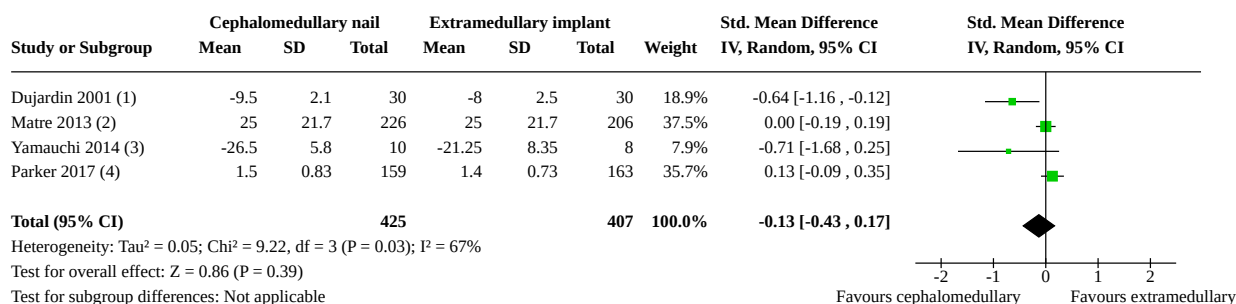 Cephalomedullary nail Extramedullary implant Std. Mean Difference Std. Mean Difference
Study or Subgroup Mean SD Total Mean SD Total Weight IV, Random, 95% CI IV, Random, 95% CI
Dujardin 2001 (1) -9.5 2.1 30 -8 2.5 30 18.9% -0.64 [-1.16 , -0.12]
Matre 2013 (2) 25 21.7 226 25 21.7 206 37.5% 0.00 [-0.19 , 0.19]
Yamauchi 2014 (3) -26.5 5.8 10 -21.25 8.35 8 7.9% -0.71 [-1.68 , 0.25]
Parker 2017 (4) 1.5 0.83 159 1.4 0.73 163 35.7% 0.13 [-0.09 , 0.35]
Total (95% CI) 425 407 100.0% -0.13 [-0.43 , 0.17]
Heterogeneity: Tau² = 0.05; Chi² = 9.22, df = 3 (P = 0.03); I² = 67%
Test for overall effect: Z = 0.86 (P = 0.39) -2 -1 0 1 2
Test for subgroup differences: Not applicable Favours cephalomedullary Favours extramedullary